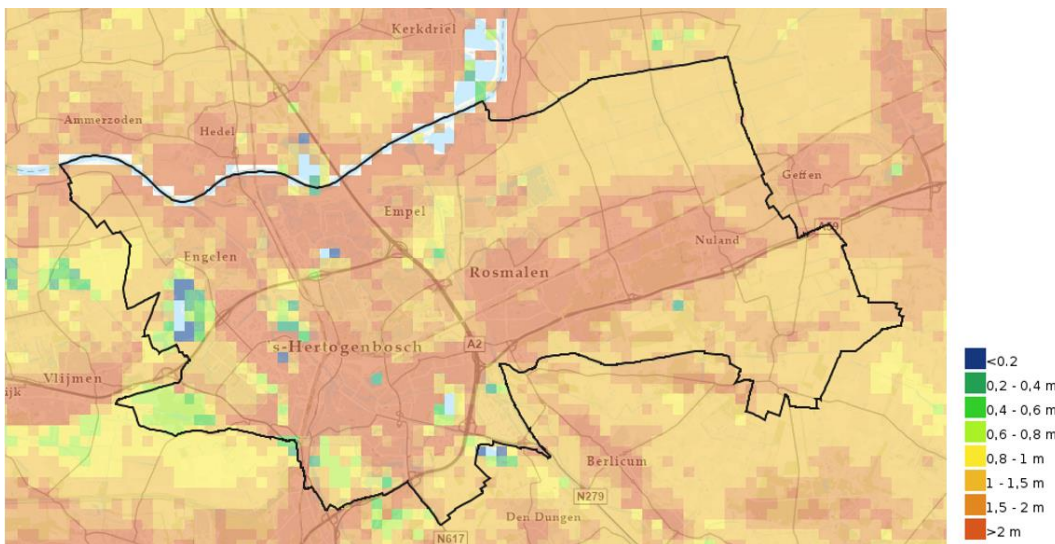 Kerkdriel
Ammerzoden
Hedel
Geffen
Empel
Nuland
A59
Engelen
Rosmalen
s-Hertogenbosch
A2
Vlijmen
ijk
Berlicum
N279
Den Dungen
N617
<0.2
0,2 - 0,4 m
0,4 - 0,6 m
0,6 - 0,8 m
0,8 - 1 m
1 - 1,5 m
1,5 - 2 m
>2 m